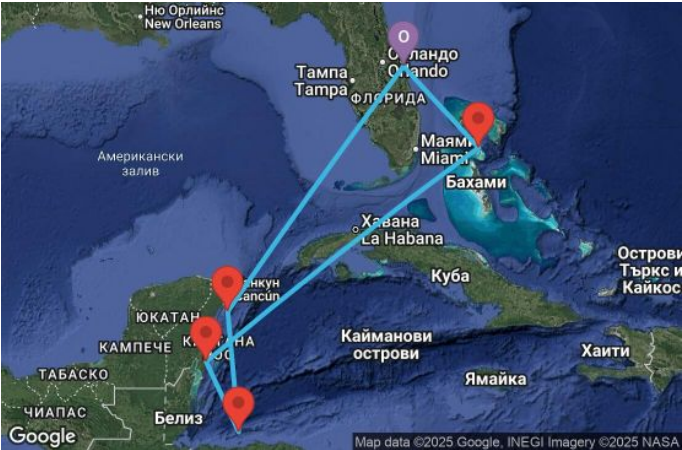 Ню Орлийнс
New Orleans
O
Орландо
Orlando
Тампа
Tampa
ФЛОРИДА
Маями
Miami
Американски
залив
Бахами
Хавана
La Habana
Куба
Острови
Търкс и
Кайкос
нкун
ancún
ЮКАТАН
КАМПЕЧЕ
Кайманови
острови
Хаити
ТАБАСКО
Ямайка
ЧИАПАС
Белиз
Google
Map data ©2025 Google, INEGI Imagery ©2025 NASA